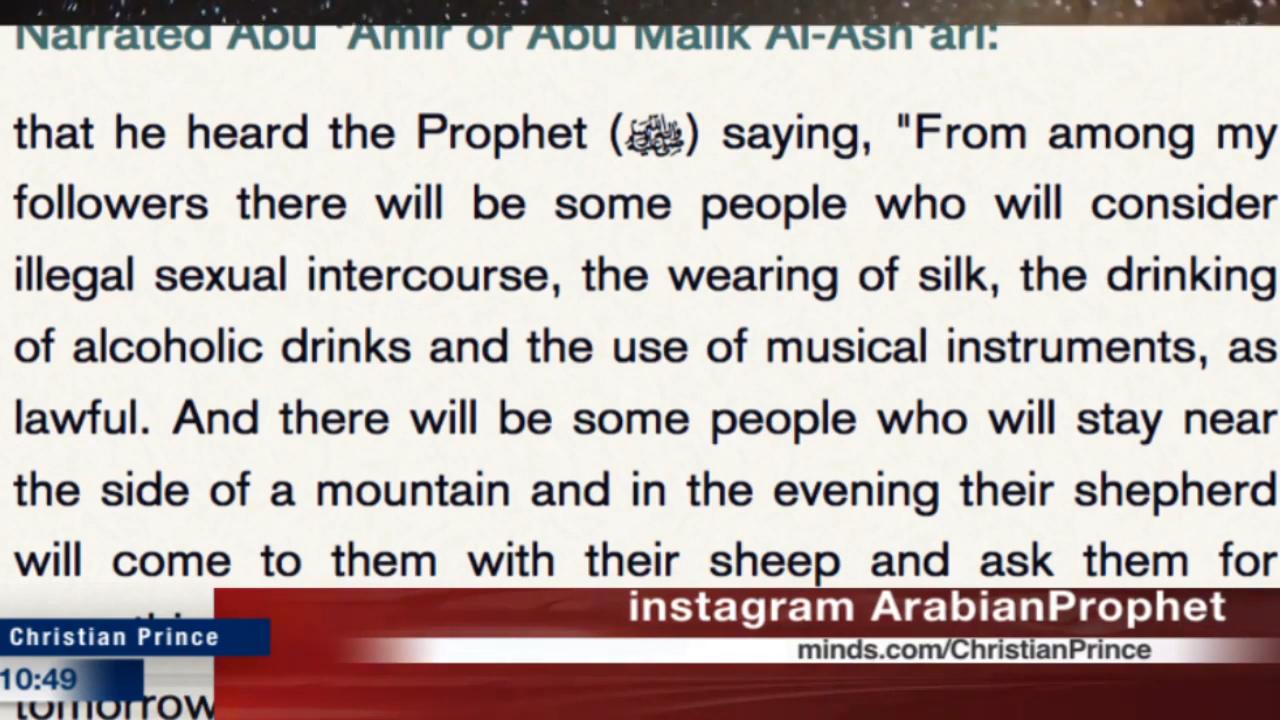 Narrated Abu 'Amir or Abu Malik Al-Ash'ari:
that he heard the Prophet (ﷺ) saying, "From among my
followers there will be some people who will consider
illegal sexual intercourse, the wearing of silk, the drinking
of alcoholic drinks and the use of musical instruments, as
lawful. And there will be some people who will stay near
the side of a mountain and in the evening their shepherd
will come to them with their sheep and ask them for
instagram ArabianProphet
Christian Prince
minds.com/ChristianPrince
10:49
tomorrow